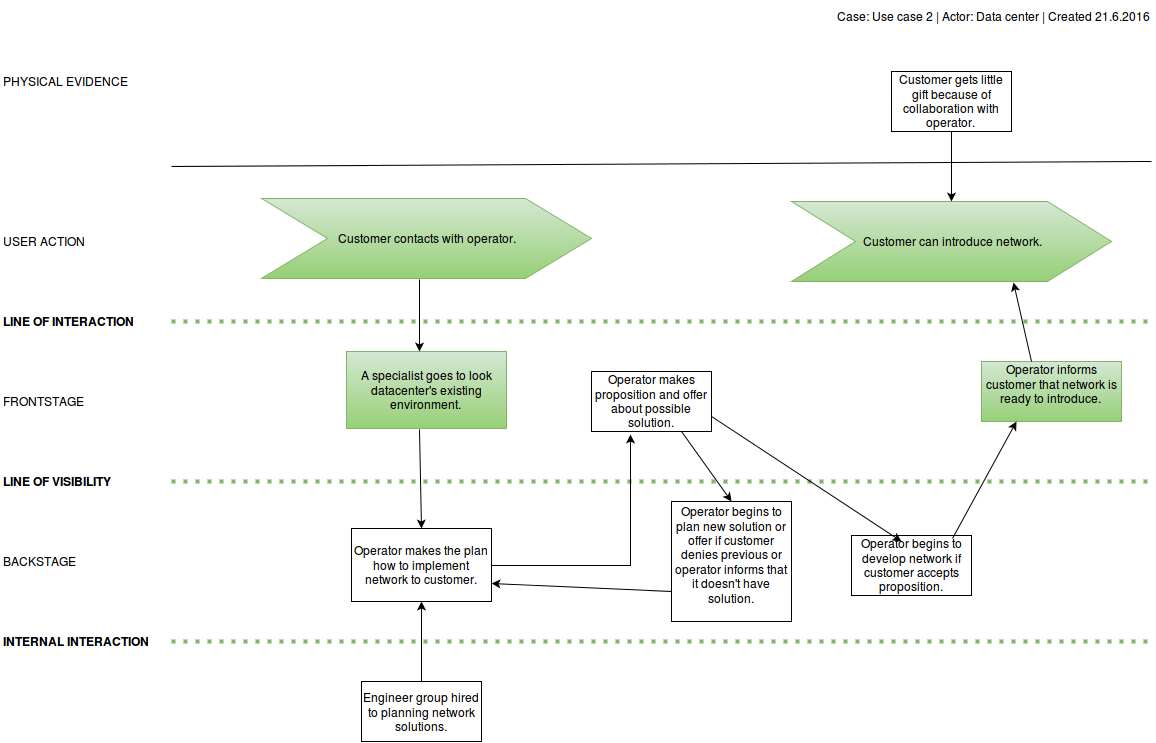 Case: Use case 2 | Actor: Data center | Created 21.6.2016
PHYSICAL EVIDENCE
Customer gets little
gift because of
collaboration with
operator.
USER ACTION
Customer contacts with operator.
Customer can introduce network.
LINE OF INTERACTION
FRONTSTAGE
A specialist goes to look
datacenter's existing
environment.
Operator makes
proposition and offer
about possible
solution.
Operator informs
customer that network is
ready to introduce.
LINE OF VISIBILITY
BACKSTAGE
Operator makes the plan
how to implement
network to customer.
Operator begins to
plan new solution or
offer if customer
denies previous or
operator informs that
it doesn't have
solution.
Operator begins to
develop network if
customer accepts
proposition.
INTERNAL INTERACTION
Engineer group hired
to planning network
solutions.